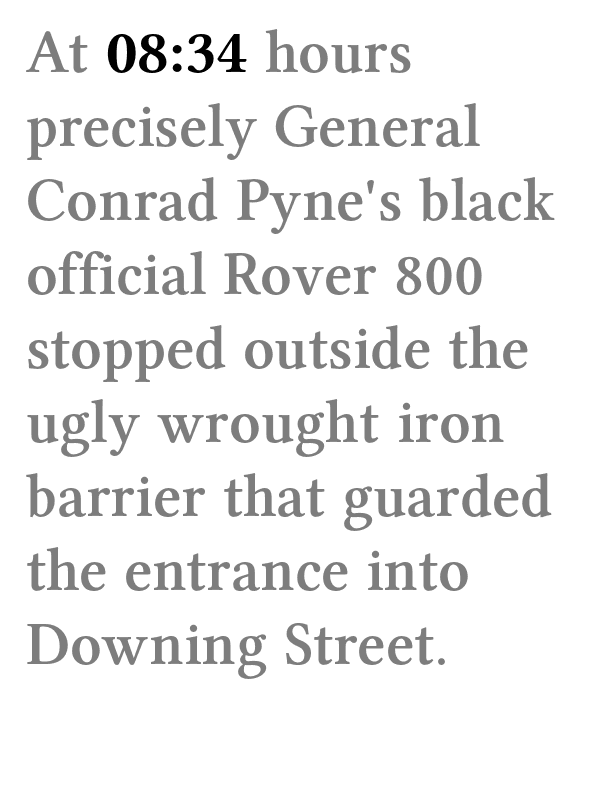 At 08:34 hours
precisely General
Conrad Pyne's black
official Rover 800
stopped outside the
ugly wrought iron
barrier that guarded
the entrance into
Downing Street.